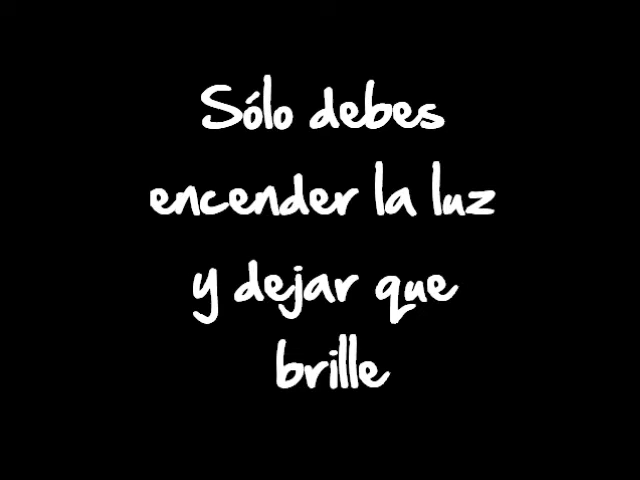 Sólo debes
encender la luz
y dejar que
brille